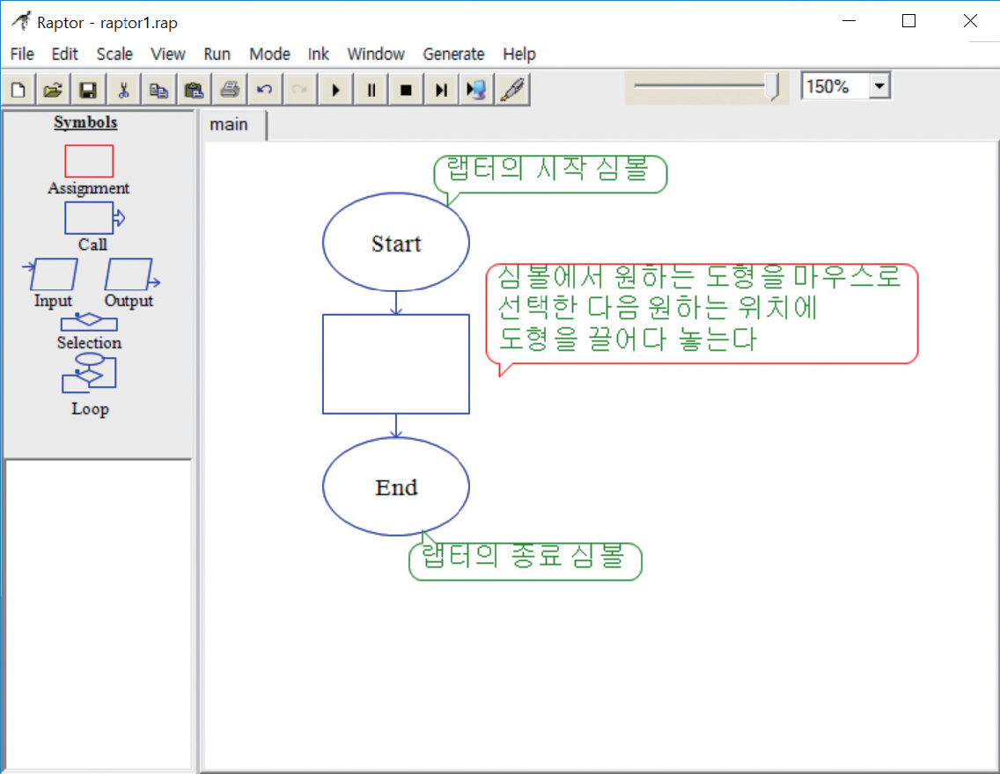 Raptor - raptor1.rap
File Edit Scale View Run Mode Ink Window Generate Help
150%
Symbols
Assignment
Call
Input Output
Selection
Loop
main
랩터의 시작 심볼
Start
심볼에서 원하는 도형을 마우스로
선택한 다음 원하는 위치에
도형을 끌어다 놓는다
End
랩터의 종료 심볼